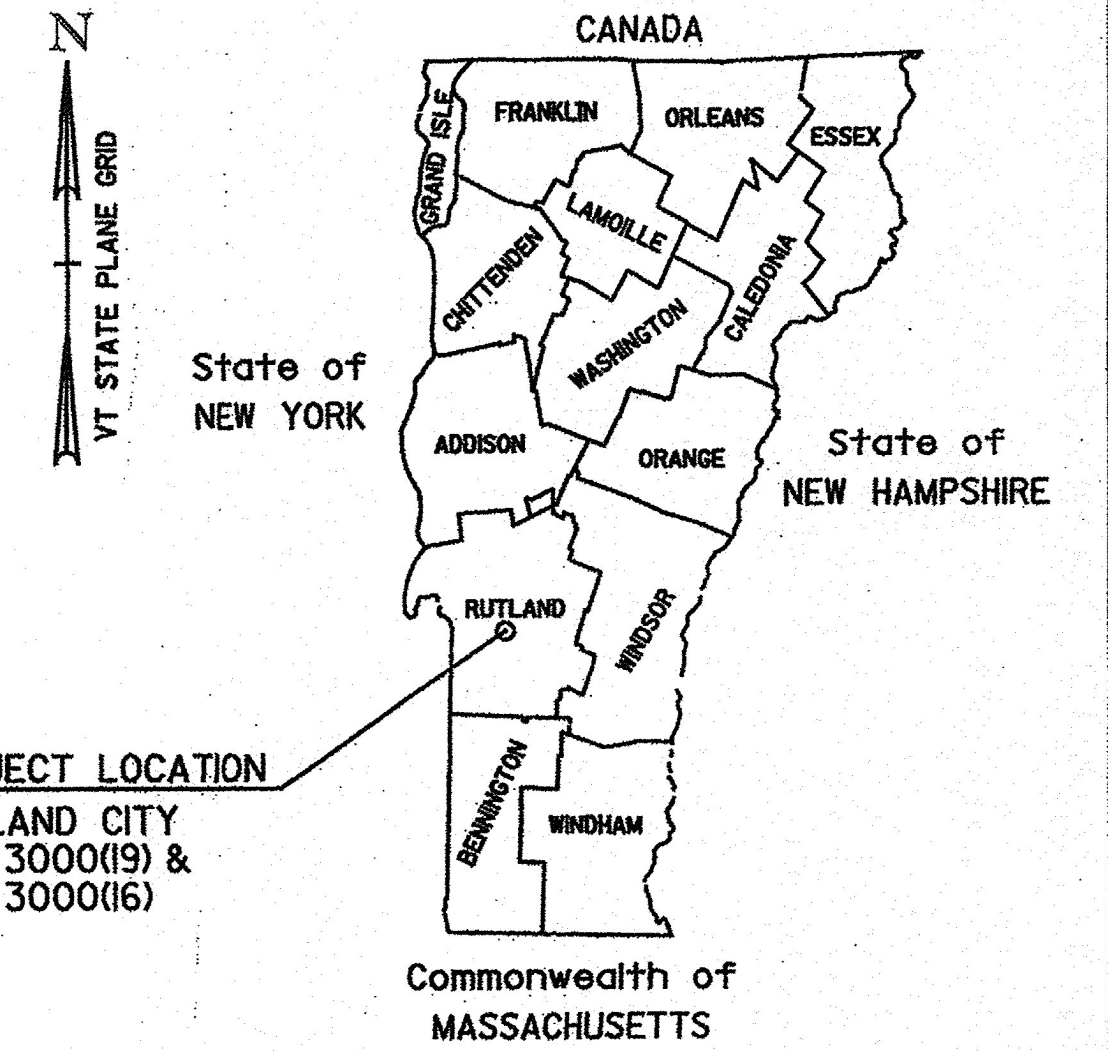 N
VT STATE PLANE GRID
CANADA
GRAND ISLE
FRANKLIN
ORLEANS
ESSEX
LAMOILLE
CHITTENDEN
CALEDONIA
WASHINGTON
State of
NEW YORK
ADDISON
ORANGE
State of
NEW HAMPSHIRE
RUTLAND
WINDSOR
JECT LOCATION
LAND CITY
3000(19) &
3000(16)
BENNINGTON
WINDHAM
Commonwealth of
MASSACHUSETTS